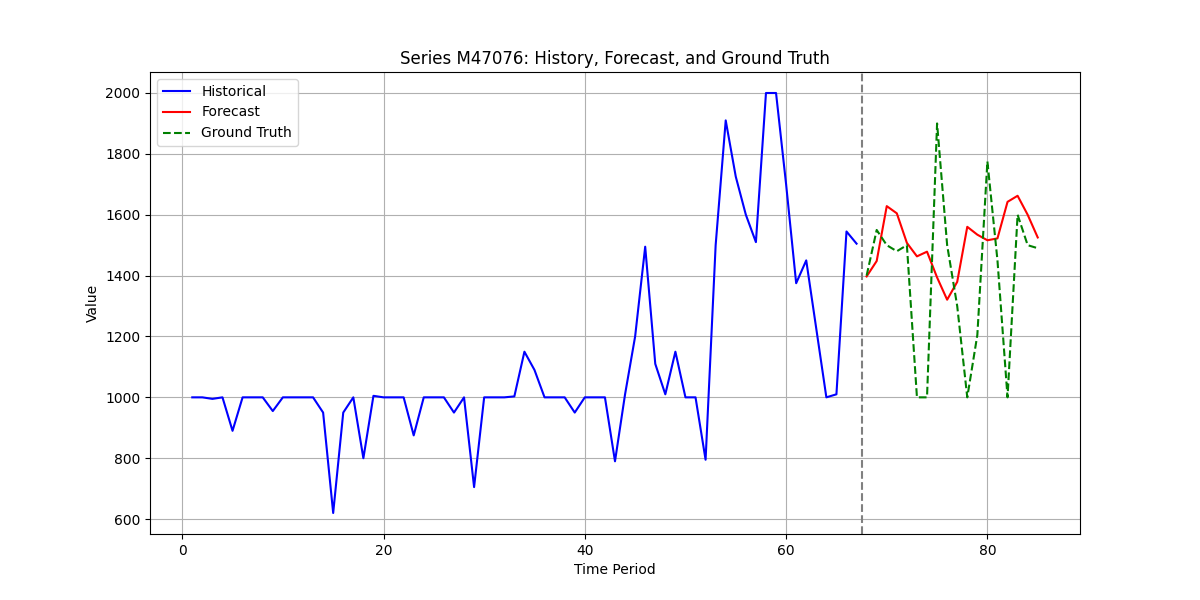 Series M47076: History, Forecast, and Ground Truth
Historical
Forecast
Ground Truth
Value
2000
1800
1600
1400
1200
1000
800
600
0 20 40 60 80
Time Period